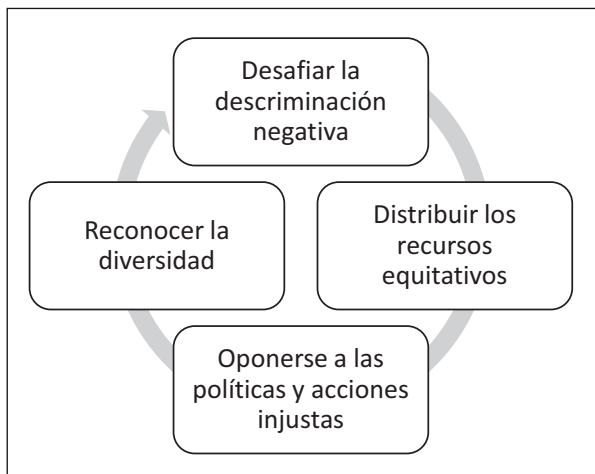 Desafiar la
descriminación
negativa
Distribuir los
recursos
equitativos
Oponerse a las
políticas y acciones
injustas
Reconocer la
diversidad